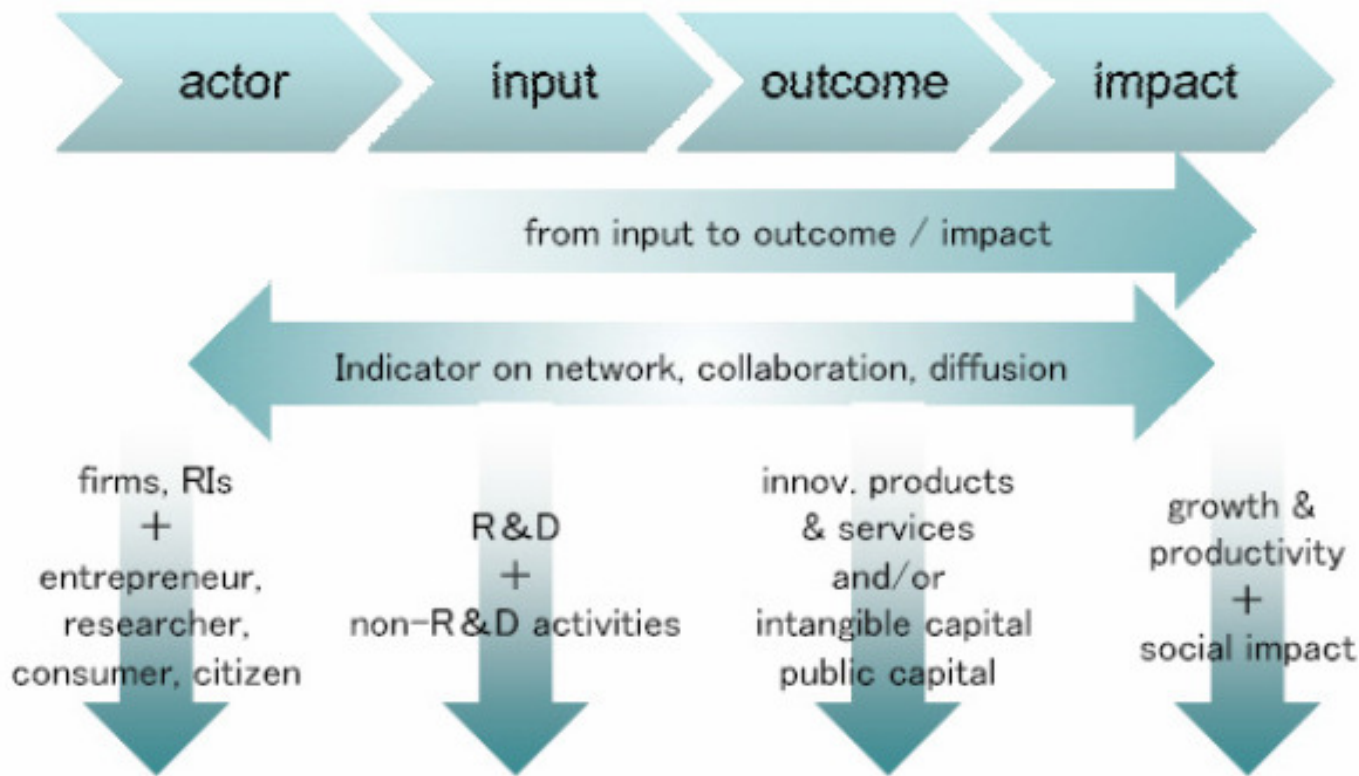 actor
input
outcome
impact
from input to outcome / impact
Indicator on network, collaboration, diffusion
firms, RIs
+
entrepreneur,
researcher,
consumer, citizen
R&D
+
non-R&D activities
innov. products
& services
and/or
intangible capital
public capital
growth &
productivity
+
social impact